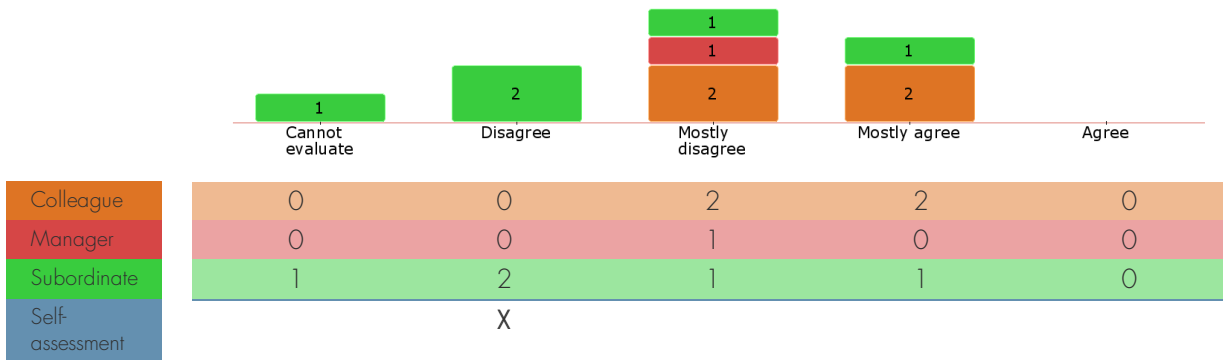 1
1 1
1 2 2 2
Cannot evaluate Disagree Mostly disagree Mostly agree Agree
Colleague 0 0 2 2 0
Manager 0 0 1 0 0
Subordinate 1 2 1 1 0
Self-
assessment X